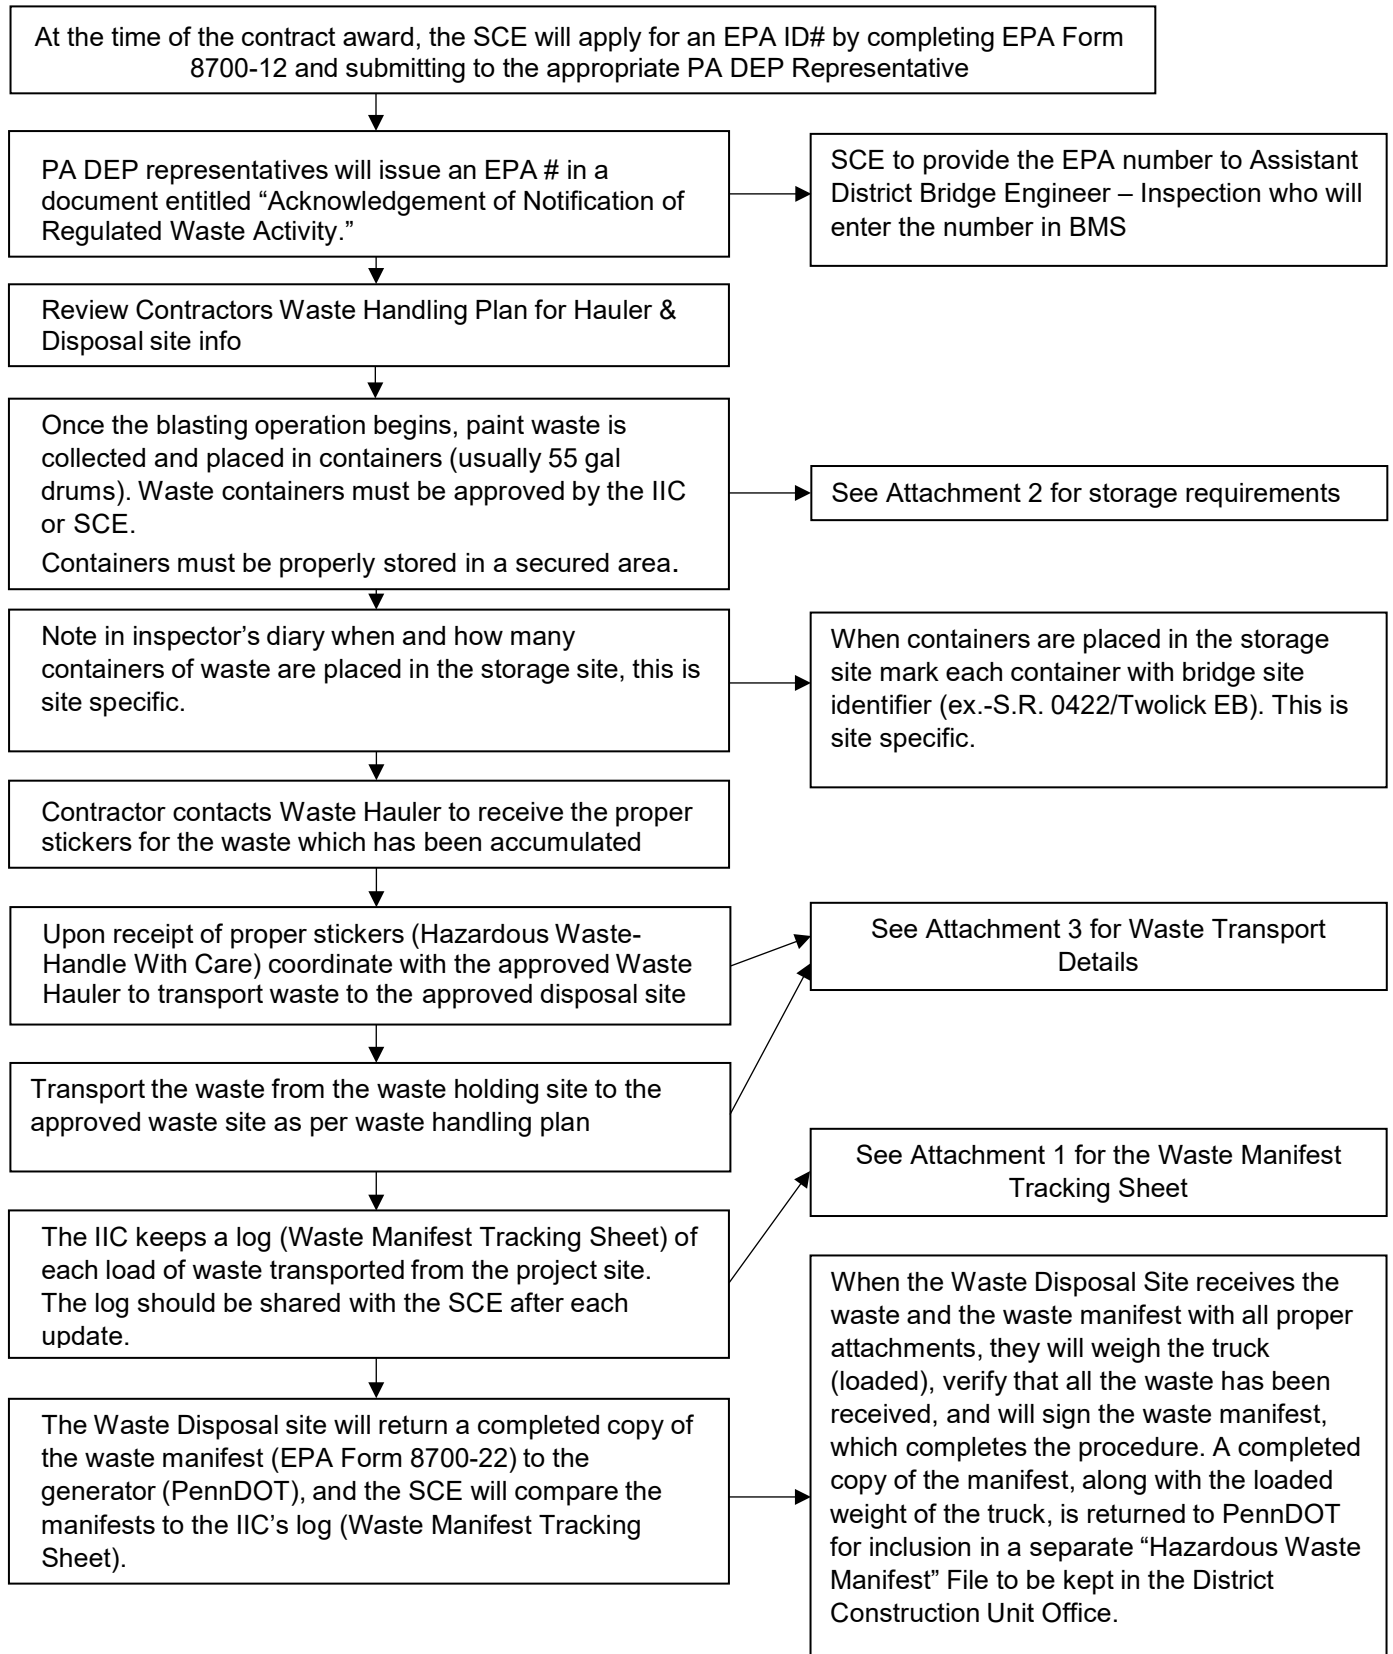 At the time of the contract award, the SCE will apply for an EPA ID# by completing EPA Form
8700-12 and submitting to the appropriate PA DEP Representative
PA DEP representatives will issue an EPA # in a
document entitled “Acknowledgement of Notification of
Regulated Waste Activity.”
SCE to provide the EPA number to Assistant
District Bridge Engineer – Inspection who will
enter the number in BMS
Review Contractors Waste Handling Plan for Hauler &
Disposal site info
Once the blasting operation begins, paint waste is
collected and placed in containers (usually 55 gal
drums). Waste containers must be approved by the IIC
or SCE.
Containers must be properly stored in a secured area.
See Attachment 2 for storage requirements
Note in inspector’s diary when and how many
containers of waste are placed in the storage site, this is
site specific.
When containers are placed in the storage
site mark each container with bridge site
identifier (ex.-S.R. 0422/Twolick EB). This is
site specific.
Contractor contacts Waste Hauler to receive the proper
stickers for the waste which has been accumulated
Upon receipt of proper stickers (Hazardous Waste-
Handle With Care) coordinate with the approved Waste
Hauler to transport waste to the approved disposal site
See Attachment 3 for Waste Transport
Details
Transport the waste from the waste holding site to the
approved waste site as per waste handling plan
See Attachment 1 for the Waste Manifest
Tracking Sheet
The IIC keeps a log (Waste Manifest Tracking Sheet) of
each load of waste transported from the project site.
The log should be shared with the SCE after each
update.
The Waste Disposal site will return a completed copy of
the waste manifest (EPA Form 8700-22) to the
generator (PennDOT), and the SCE will compare the
manifests to the IIC’s log (Waste Manifest Tracking
Sheet).
When the Waste Disposal Site receives the
waste and the waste manifest with all proper
attachments, they will weigh the truck
(loaded), verify that all the waste has been
received, and will sign the waste manifest,
which completes the procedure. A completed
copy of the manifest, along with the loaded
weight of the truck, is returned to PennDOT
for inclusion in a separate “Hazardous Waste
Manifest” File to be kept in the District
Construction Unit Office.